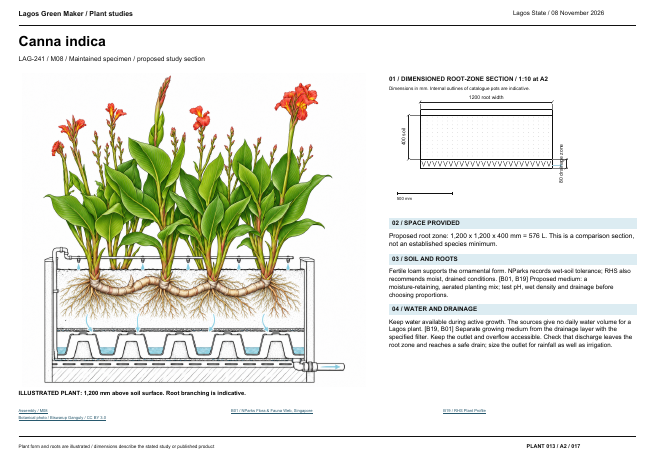 Lagos Green Maker / Plant studies
Lagos State / 08 November 2026
Canna indica
LAG-241 / M08 / Maintained specimen / proposed study section
01 / DIMENSIONED ROOT-ZONE SECTION / 1:10 at A2
Dimensions in mm. Internal outlines of catalogue pots are indicative.
1200 root width
400 soil
80 drainage zone
500 mm
02 / SPACE PROVIDED
Proposed root zone: 1,200 x 1,200 x 400 mm = 576 L. This is a comparison section,
not an established species minimum.
03 / SOIL AND ROOTS
Fertile loam supports the ornamental form. NParks records wet-soil tolerance; RHS also
recommends moist, drained conditions. [B01, B19] Proposed medium: a
moisture-retaining, aerated planting mix; test pH, wet density and drainage before
choosing proportions.
04 / WATER AND DRAINAGE
Keep water available during active growth. The sources give no daily water volume for a
Lagos plant. [B19, B01] Separate growing medium from the drainage layer with the
specified filter. Keep the outlet and overflow accessible. Check that discharge leaves the
root zone and reaches a safe drain; size the outlet for rainfall as well as irrigation.
ILLUSTRATED PLANT: 1,200 mm above soil surface. Root branching is indicative.
Assembly / M08
B01 / NParks Flora & Fauna Web, Singapore
B19 / RHS Plant Profile
Botanical photo / Biswarup Ganguly / CC BY 3.0
Plant form and roots are illustrated / dimensions describe the stated study or published product
PLANT 013 / A2 / 017